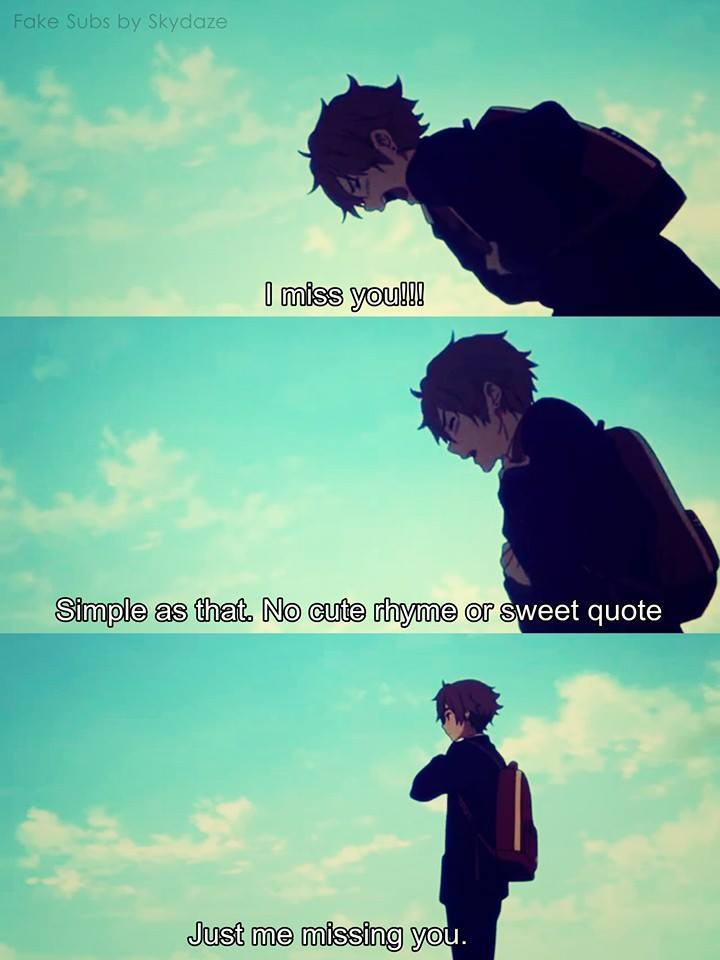 Fake Subs by Skydaze
I miss you!!!
Simple as that. No cute rhyme or sweet quote
Just me missing you.